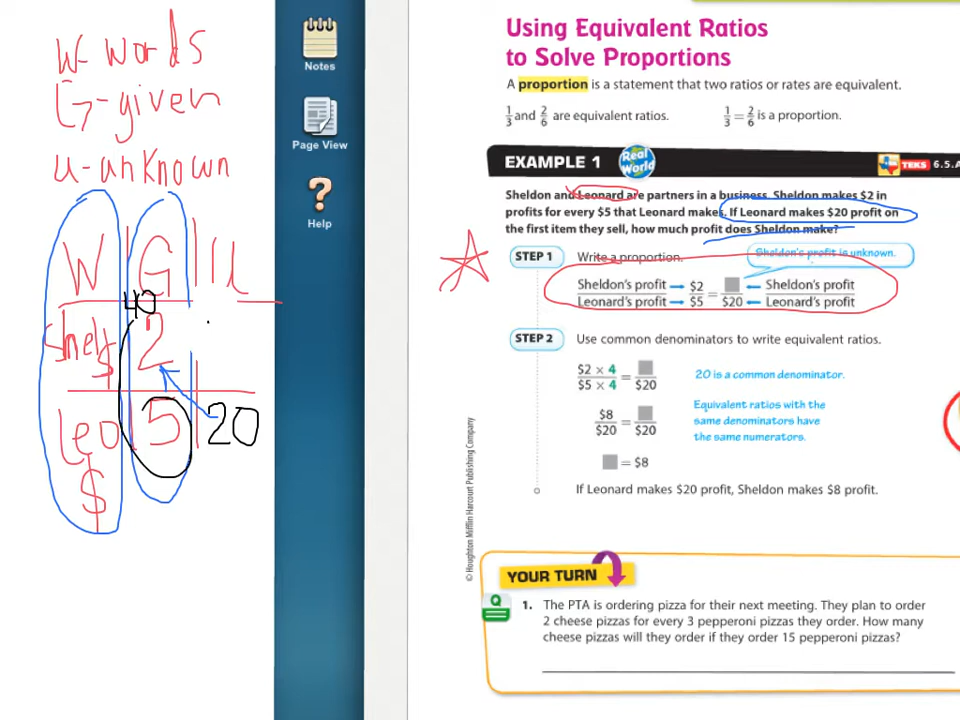 W- words
G-given
u-unknown
W G u
40
Shel $ 2
Leo $ 5 20
Notes
Page View
Help
Using Equivalent Ratios
to Solve Proportions
A proportion is a statement that two ratios or rates are equivalent.
1/3 and 2/6 are equivalent ratios. 1/3 = 2/6 is a proportion.
EXAMPLE 1 Real World TEKS 6.5.A
Sheldon and Leonard are partners in a business. Sheldon makes $2 in
profits for every $5 that Leonard makes. If Leonard makes $20 profit on
the first item they sell, how much profit does Sheldon make?
STEP 1 Write a proportion.
Sheldon's profit is unknown.
Sheldon's profit → $2 = ■ ← Sheldon's profit
Leonard's profit → $5 $20 ← Leonard's profit
STEP 2 Use common denominators to write equivalent ratios.
$2 × 4 / $5 × 4 = ■ / $20 20 is a common denominator.
$8 / $20 = ■ / $20 Equivalent ratios with the
same denominators have
the same numerators.
■ = $8
If Leonard makes $20 profit, Sheldon makes $8 profit.
© Houghton Mifflin Harcourt Publishing Company
YOUR TURN
1. The PTA is ordering pizza for their next meeting. They plan to order
2 cheese pizzas for every 3 pepperoni pizzas they order. How many
cheese pizzas will they order if they order 15 pepperoni pizzas?